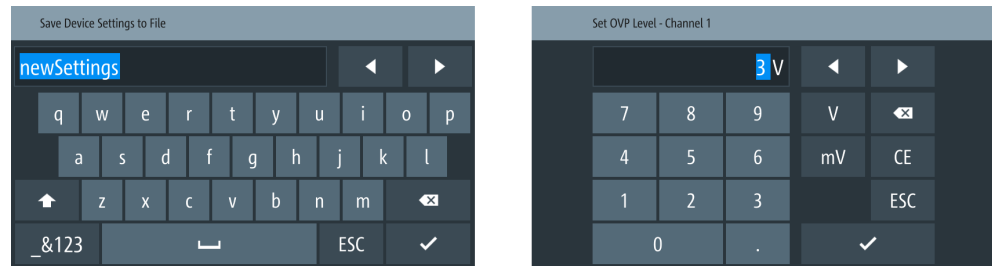 Save Device Settings to File
newSettings
q w e r t y u i o p
a s d f g h j k l
z x c v b n m
_&123 ESC
Set OVP Level - Channel 1
3 V
7 8 9 V
4 5 6 mV CE
1 2 3 ESC
0 .